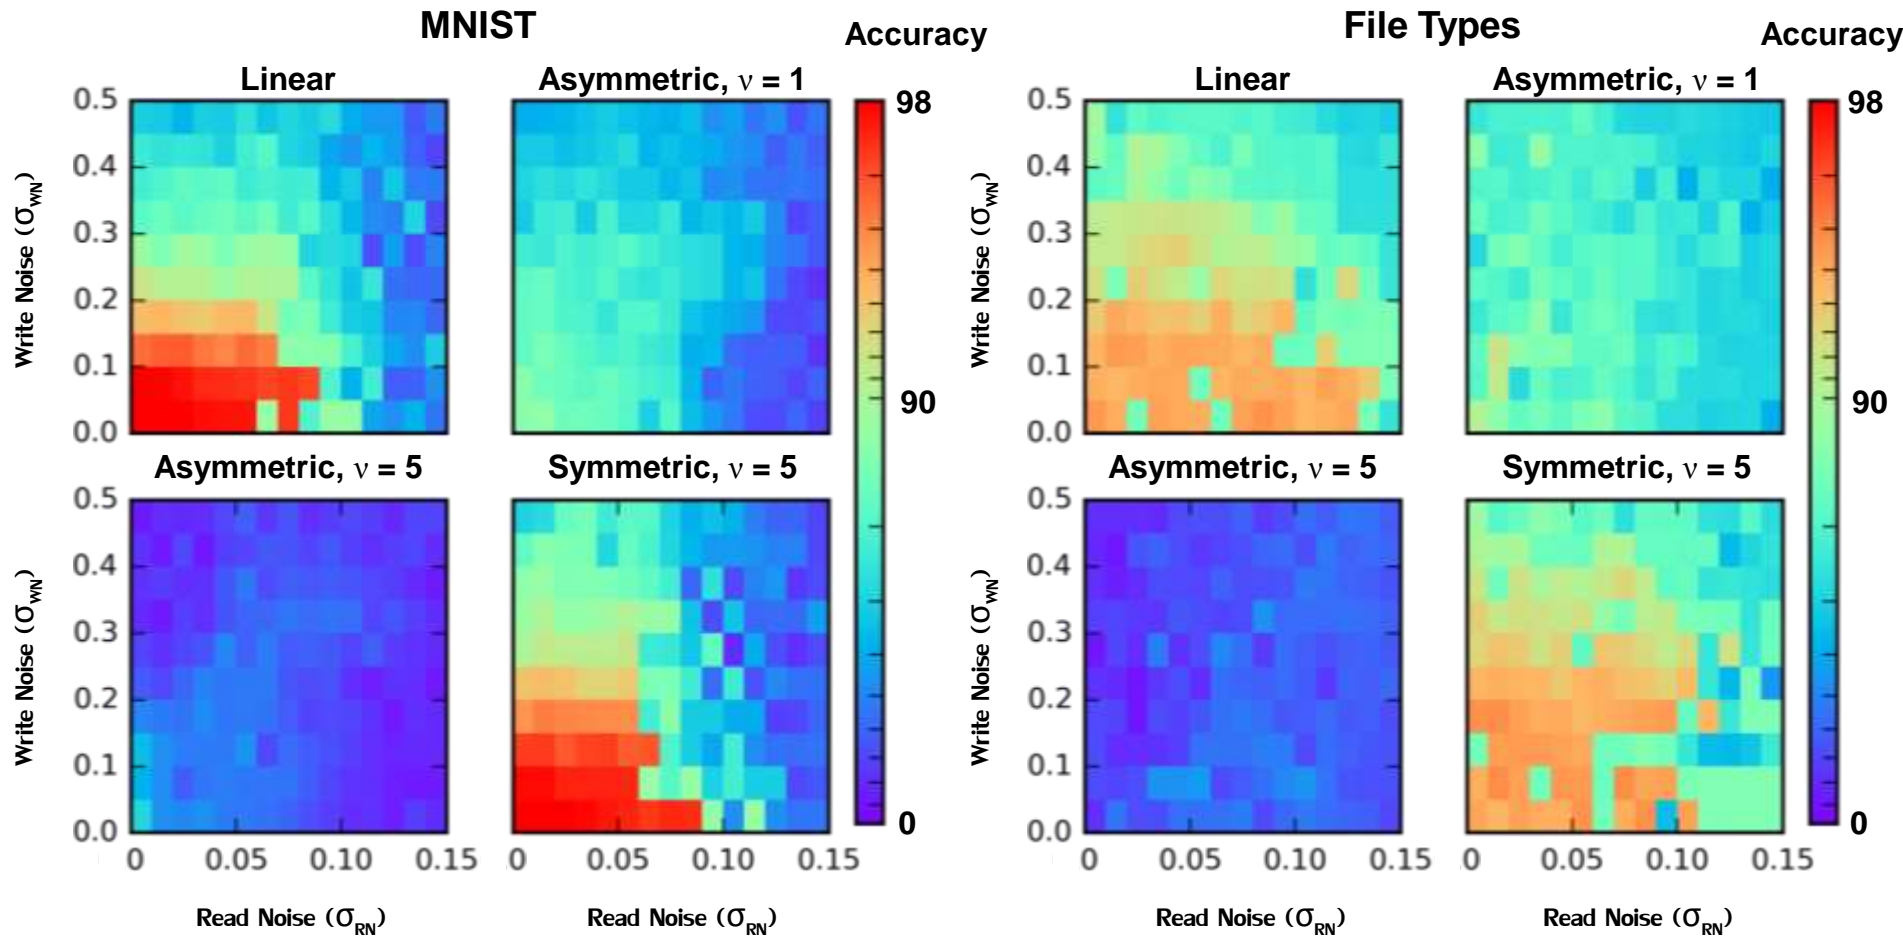 MNIST
File Types
Accuracy
Accuracy
Linear
Asymmetric, ν = 1
Linear
Asymmetric, ν = 1
0.5
0.4
0.3
0.2
0.1
0.0
Write Noise (σWN)
98
90
0
0.5
0.4
0.3
0.2
0.1
0.0
Write Noise (σWN)
98
90
0
Asymmetric, ν = 5
Symmetric, ν = 5
Asymmetric, ν = 5
Symmetric, ν = 5
0.5
0.4
0.3
0.2
0.1
0.0
Write Noise (σWN)
0.5
0.4
0.3
0.2
0.1
0.0
Write Noise (σWN)
0 0.05 0.10 0.15
0 0.05 0.10 0.15
0 0.05 0.10 0.15
0 0.05 0.10 0.15
Read Noise (σRN)
Read Noise (σRN)
Read Noise (σRN)
Read Noise (σRN)